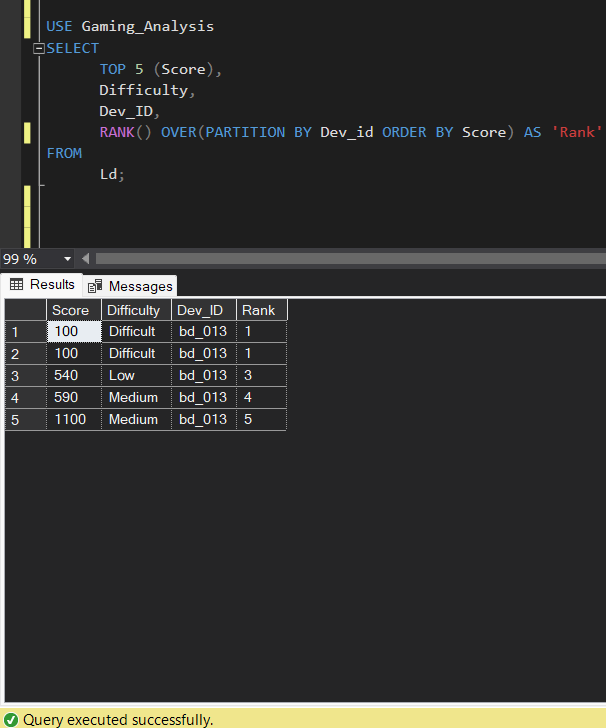 USE Gaming_Analysis
SELECT
TOP 5 (Score),
Difficulty,
Dev_ID,
RANK() OVER(PARTITION BY Dev_id ORDER BY Score) AS 'Rank'
FROM
Ld;
99 %
Results Messages
Score Difficulty Dev_ID Rank
1 100 Difficult bd_013 1
2 100 Difficult bd_013 1
3 540 Low bd_013 3
4 590 Medium bd_013 4
5 1100 Medium bd_013 5
Query executed successfully.